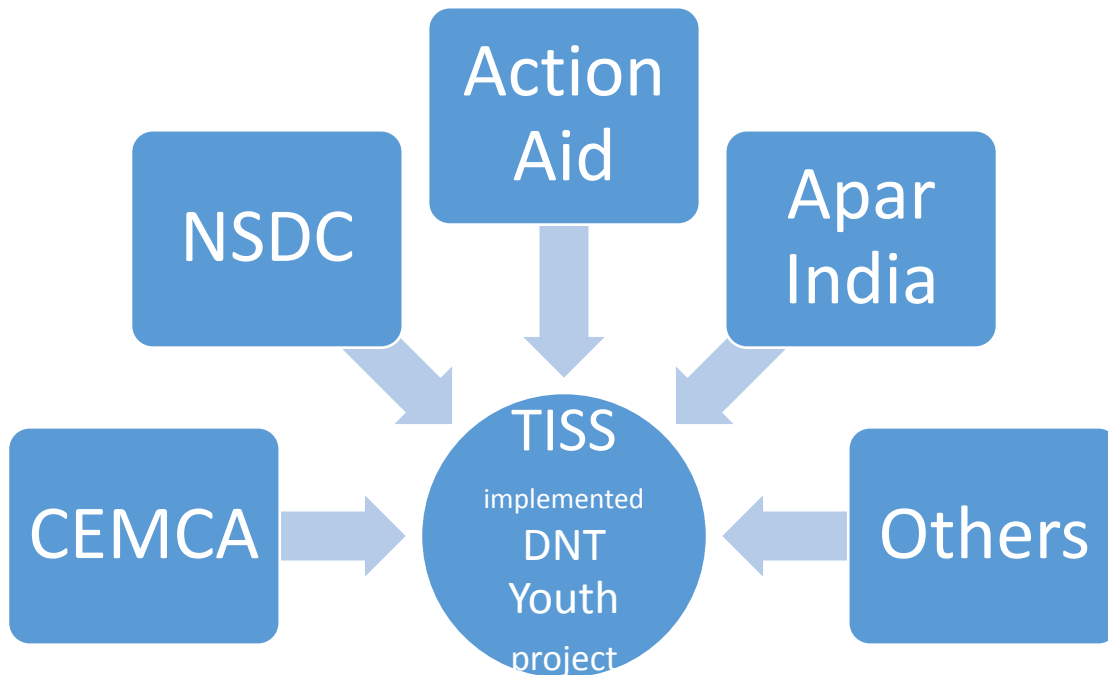 Action
Aid
NSDC
Apar
India
CEMCA
TISS
implemented
DNT
Youth
project
Others